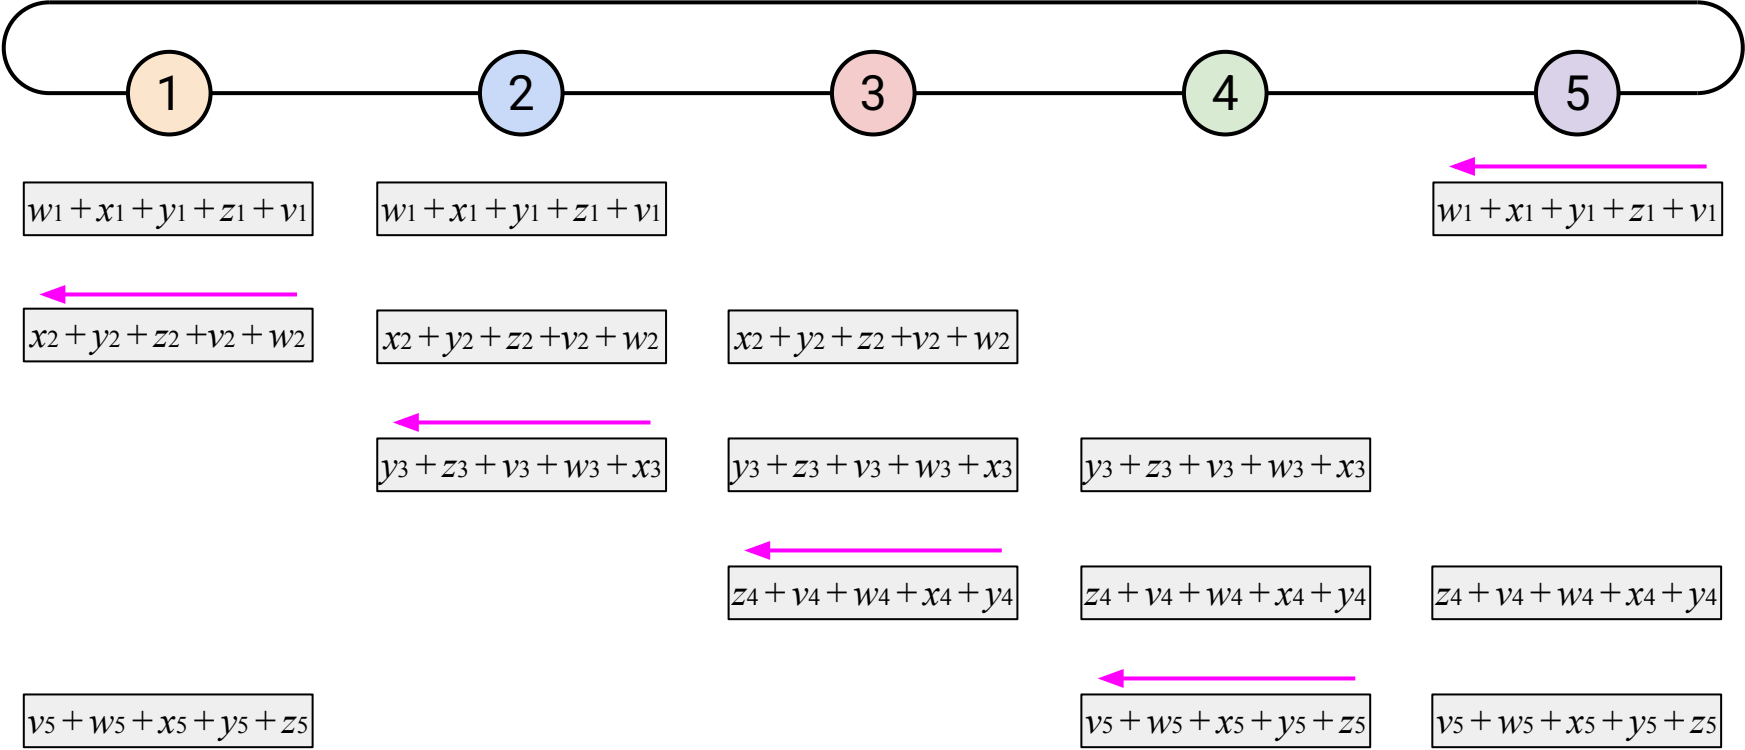 1 2 3 4 5
w1 + x1 + y1 + z1 + v1 w1 + x1 + y1 + z1 + v1 w1 + x1 + y1 + z1 + v1
x2 + y2 + z2 +v2 + w2 x2 + y2 + z2 +v2 + w2 x2 + y2 + z2 +v2 + w2
y3 + z3 + v3 + w3 + x3 y3 + z3 + v3 + w3 + x3 y3 + z3 + v3 + w3 + x3
z4 + v4 + w4 + x4 + y4 z4 + v4 + w4 + x4 + y4 z4 + v4 + w4 + x4 + y4
v5 + w5 + x5 + y5 + z5 v5 + w5 + x5 + y5 + z5 v5 + w5 + x5 + y5 + z5